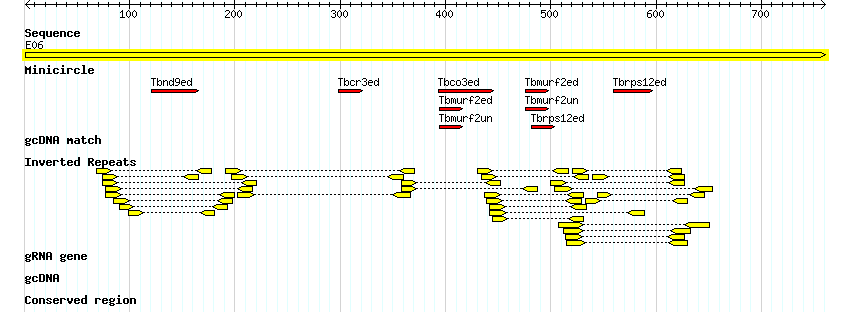 100 200 300 400 500 600 700
Sequence
E06
Minicircle
Tbnd9ed Tbcr3ed Tbco3ed Tbmurf2ed Tbrps12ed
Tbmurf2ed Tbmurf2un
Tbmurf2un Tbrps12ed
gcDNA match
Inverted Repeats
gRNA gene
gcDNA
Conserved region